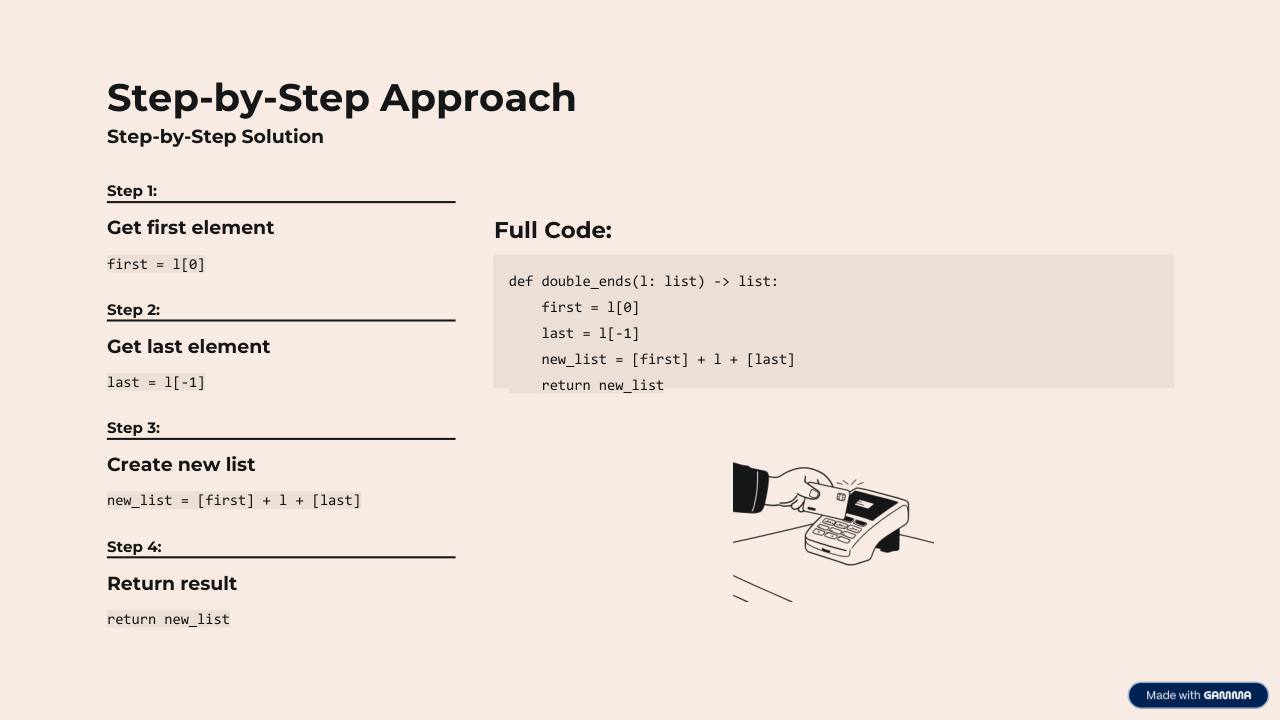 Step-by-Step Approach
Step-by-Step Solution
Step 1:
Get first element
first = l[0]
Step 2:
Get last element
last = l[-1]
Step 3:
Create new list
new_list = [first] + l + [last]
Step 4:
Return result
return new_list
Full Code:
def double_ends(l: list) -> list:
    first = l[0]
    last = l[-1]
    new_list = [first] + l + [last]
    return new_list
Made with GAMMA